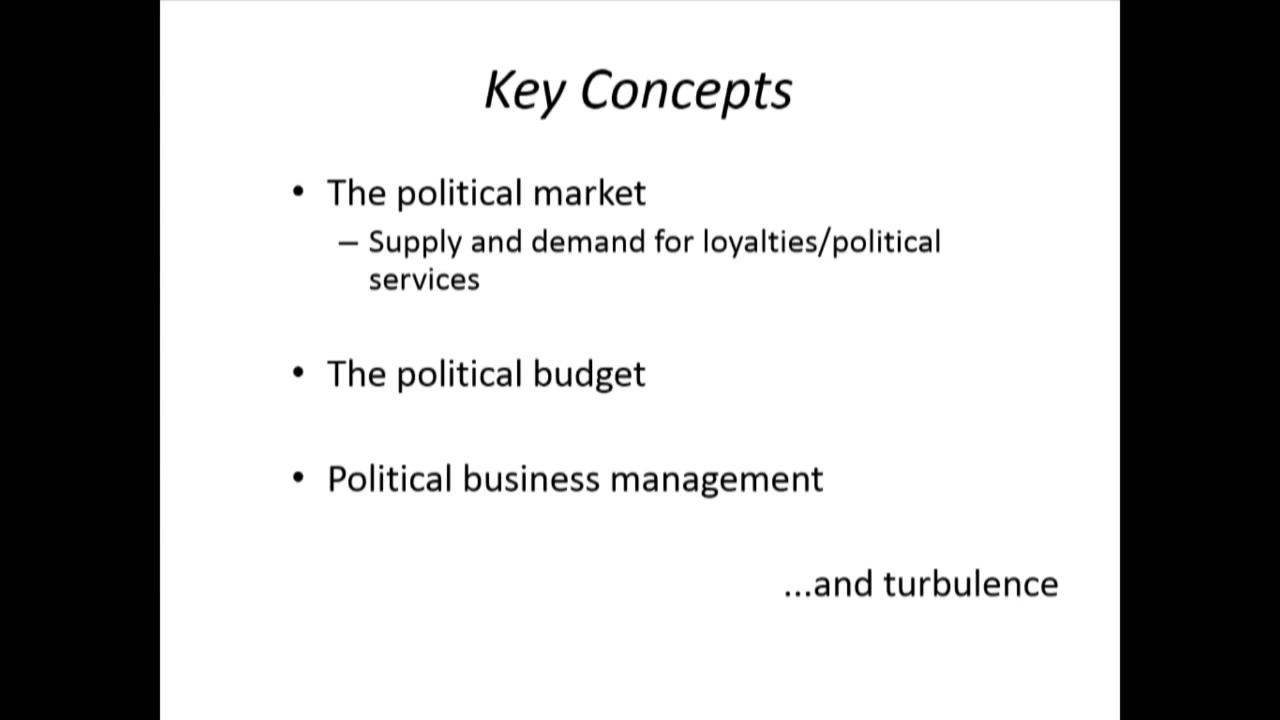 Key Concepts
• The political market
– Supply and demand for loyalties/political
services
• The political budget
• Political business management
...and turbulence